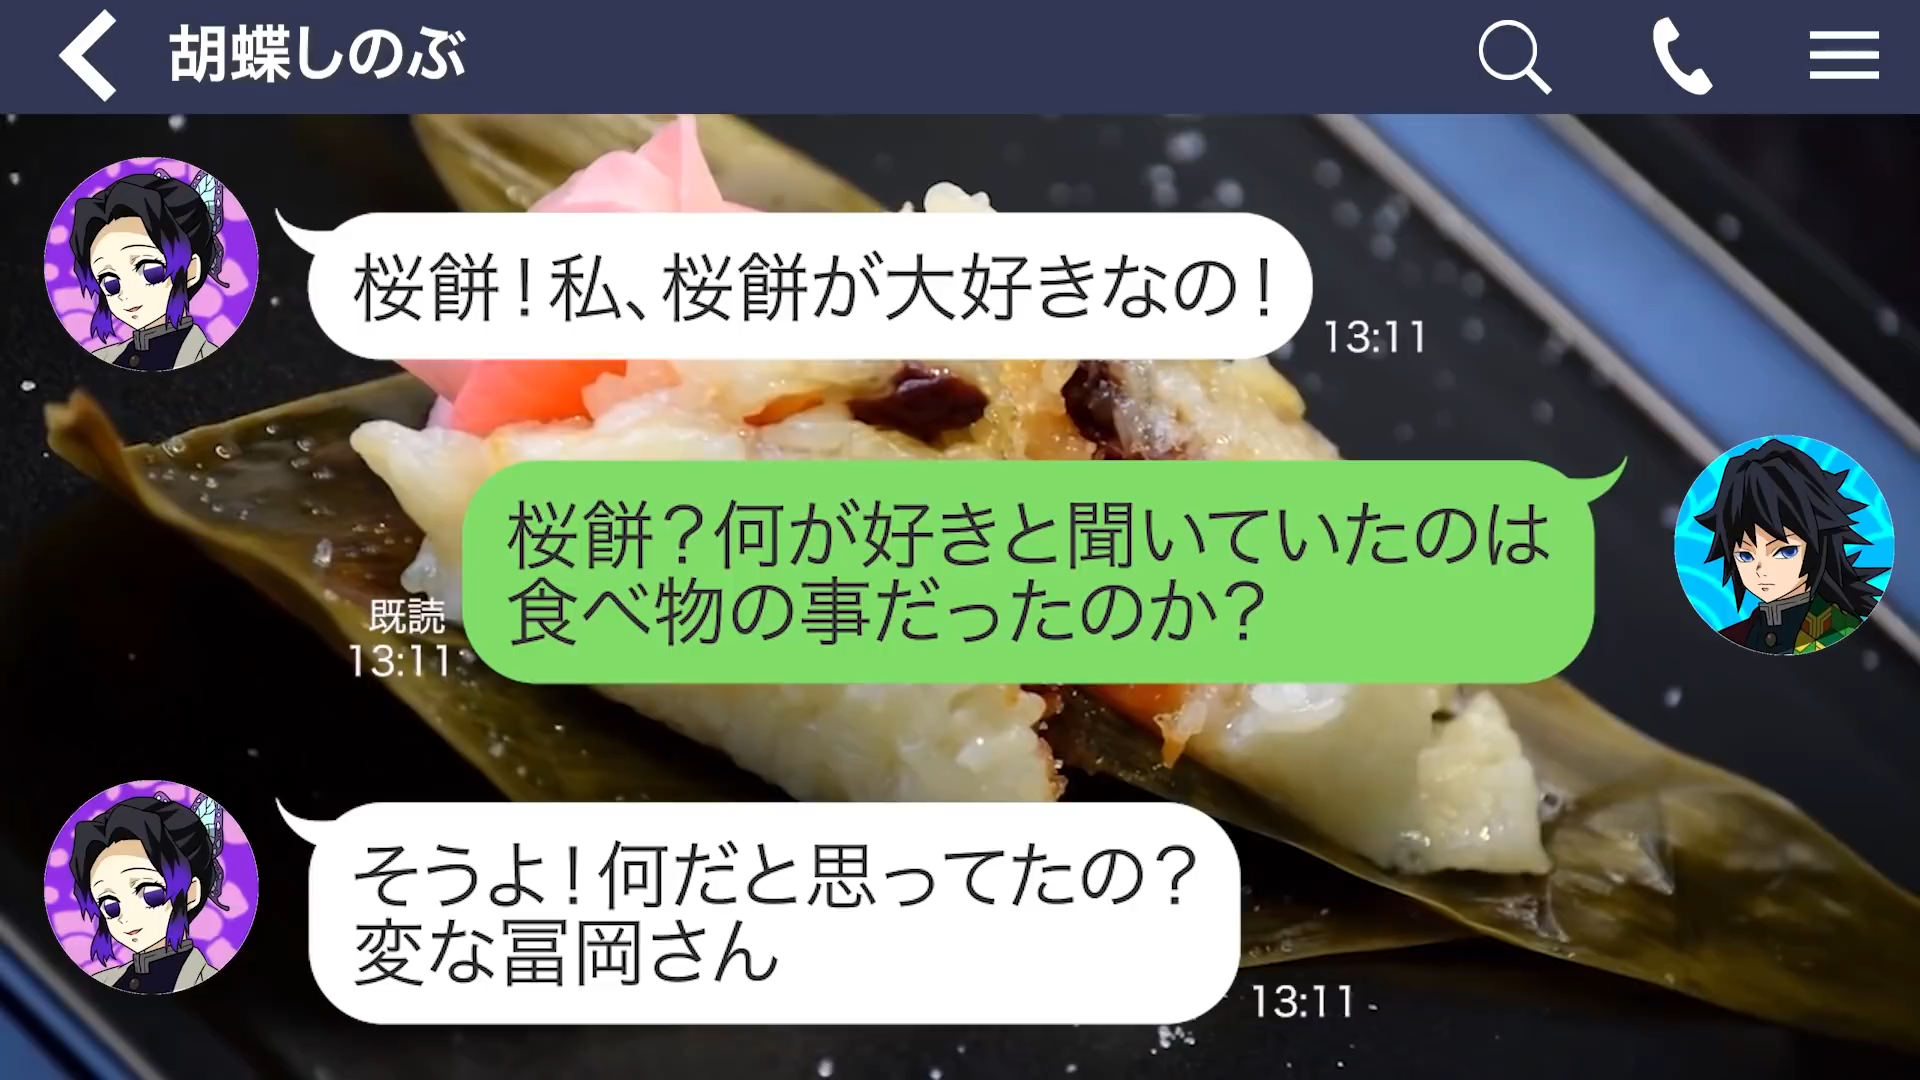 胡蝶しのぶ
桜餅！私、桜餅が大好きなの！
13:11
桜餅？何が好きと聞いていたのは
食べ物の事だったのか？
既読
13:11
そうよ！何だと思ってたの？
変な冨岡さん
13:11